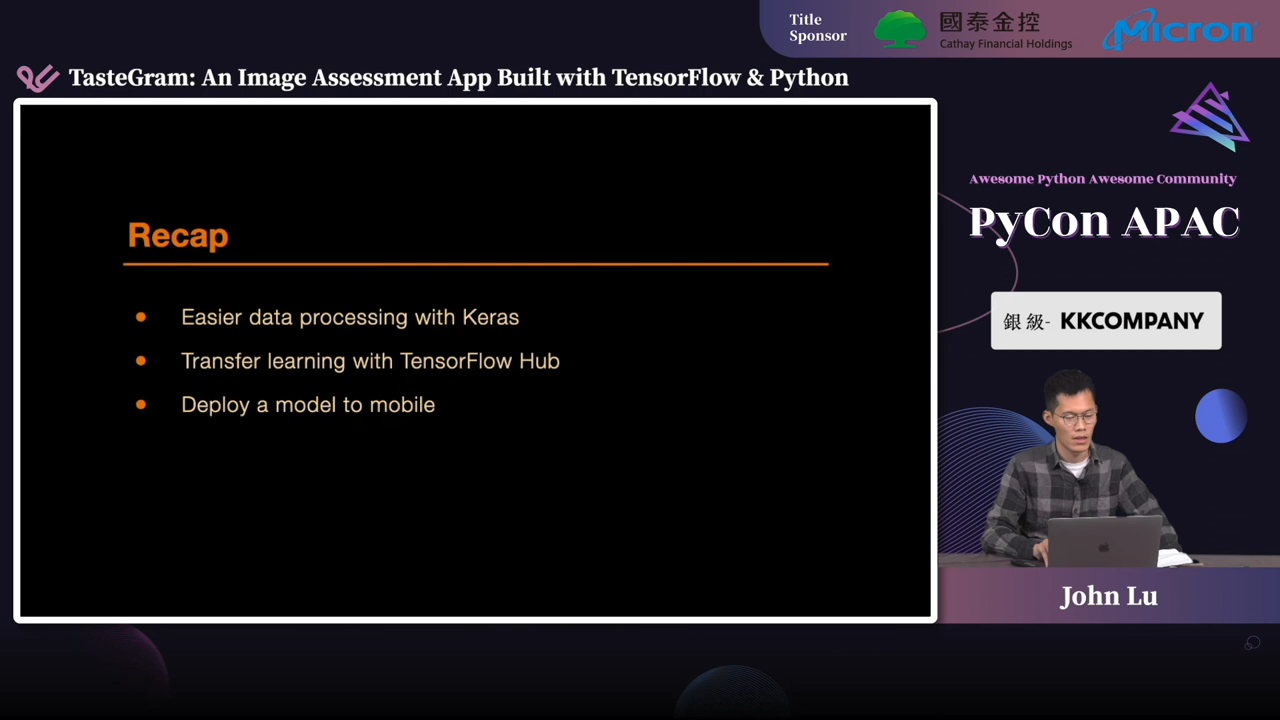 Title
Sponsor
國泰金控
Cathay Financial Holdings
Micron
TasteGram: An Image Assessment App Built with TensorFlow & Python
Recap
Easier data processing with Keras
Transfer learning with TensorFlow Hub
Deploy a model to mobile
Awesome Python Awesome Community
PyCon APAC
銀級- KKCOMPANY
John Lu